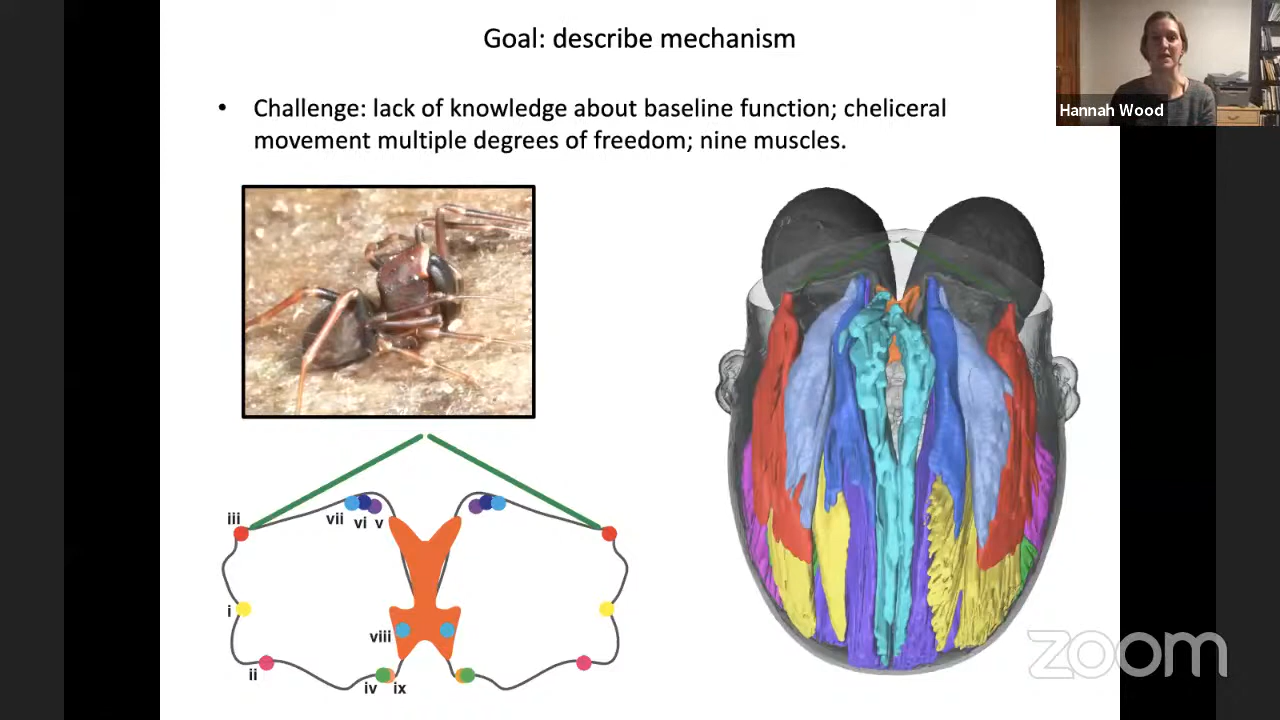 Goal: describe mechanism
Hannah Wood
• Challenge: lack of knowledge about baseline function; cheliceral
movement multiple degrees of freedom; nine muscles.
iii
vii
vi
v
i
viii
ii
iv
ix
zoom